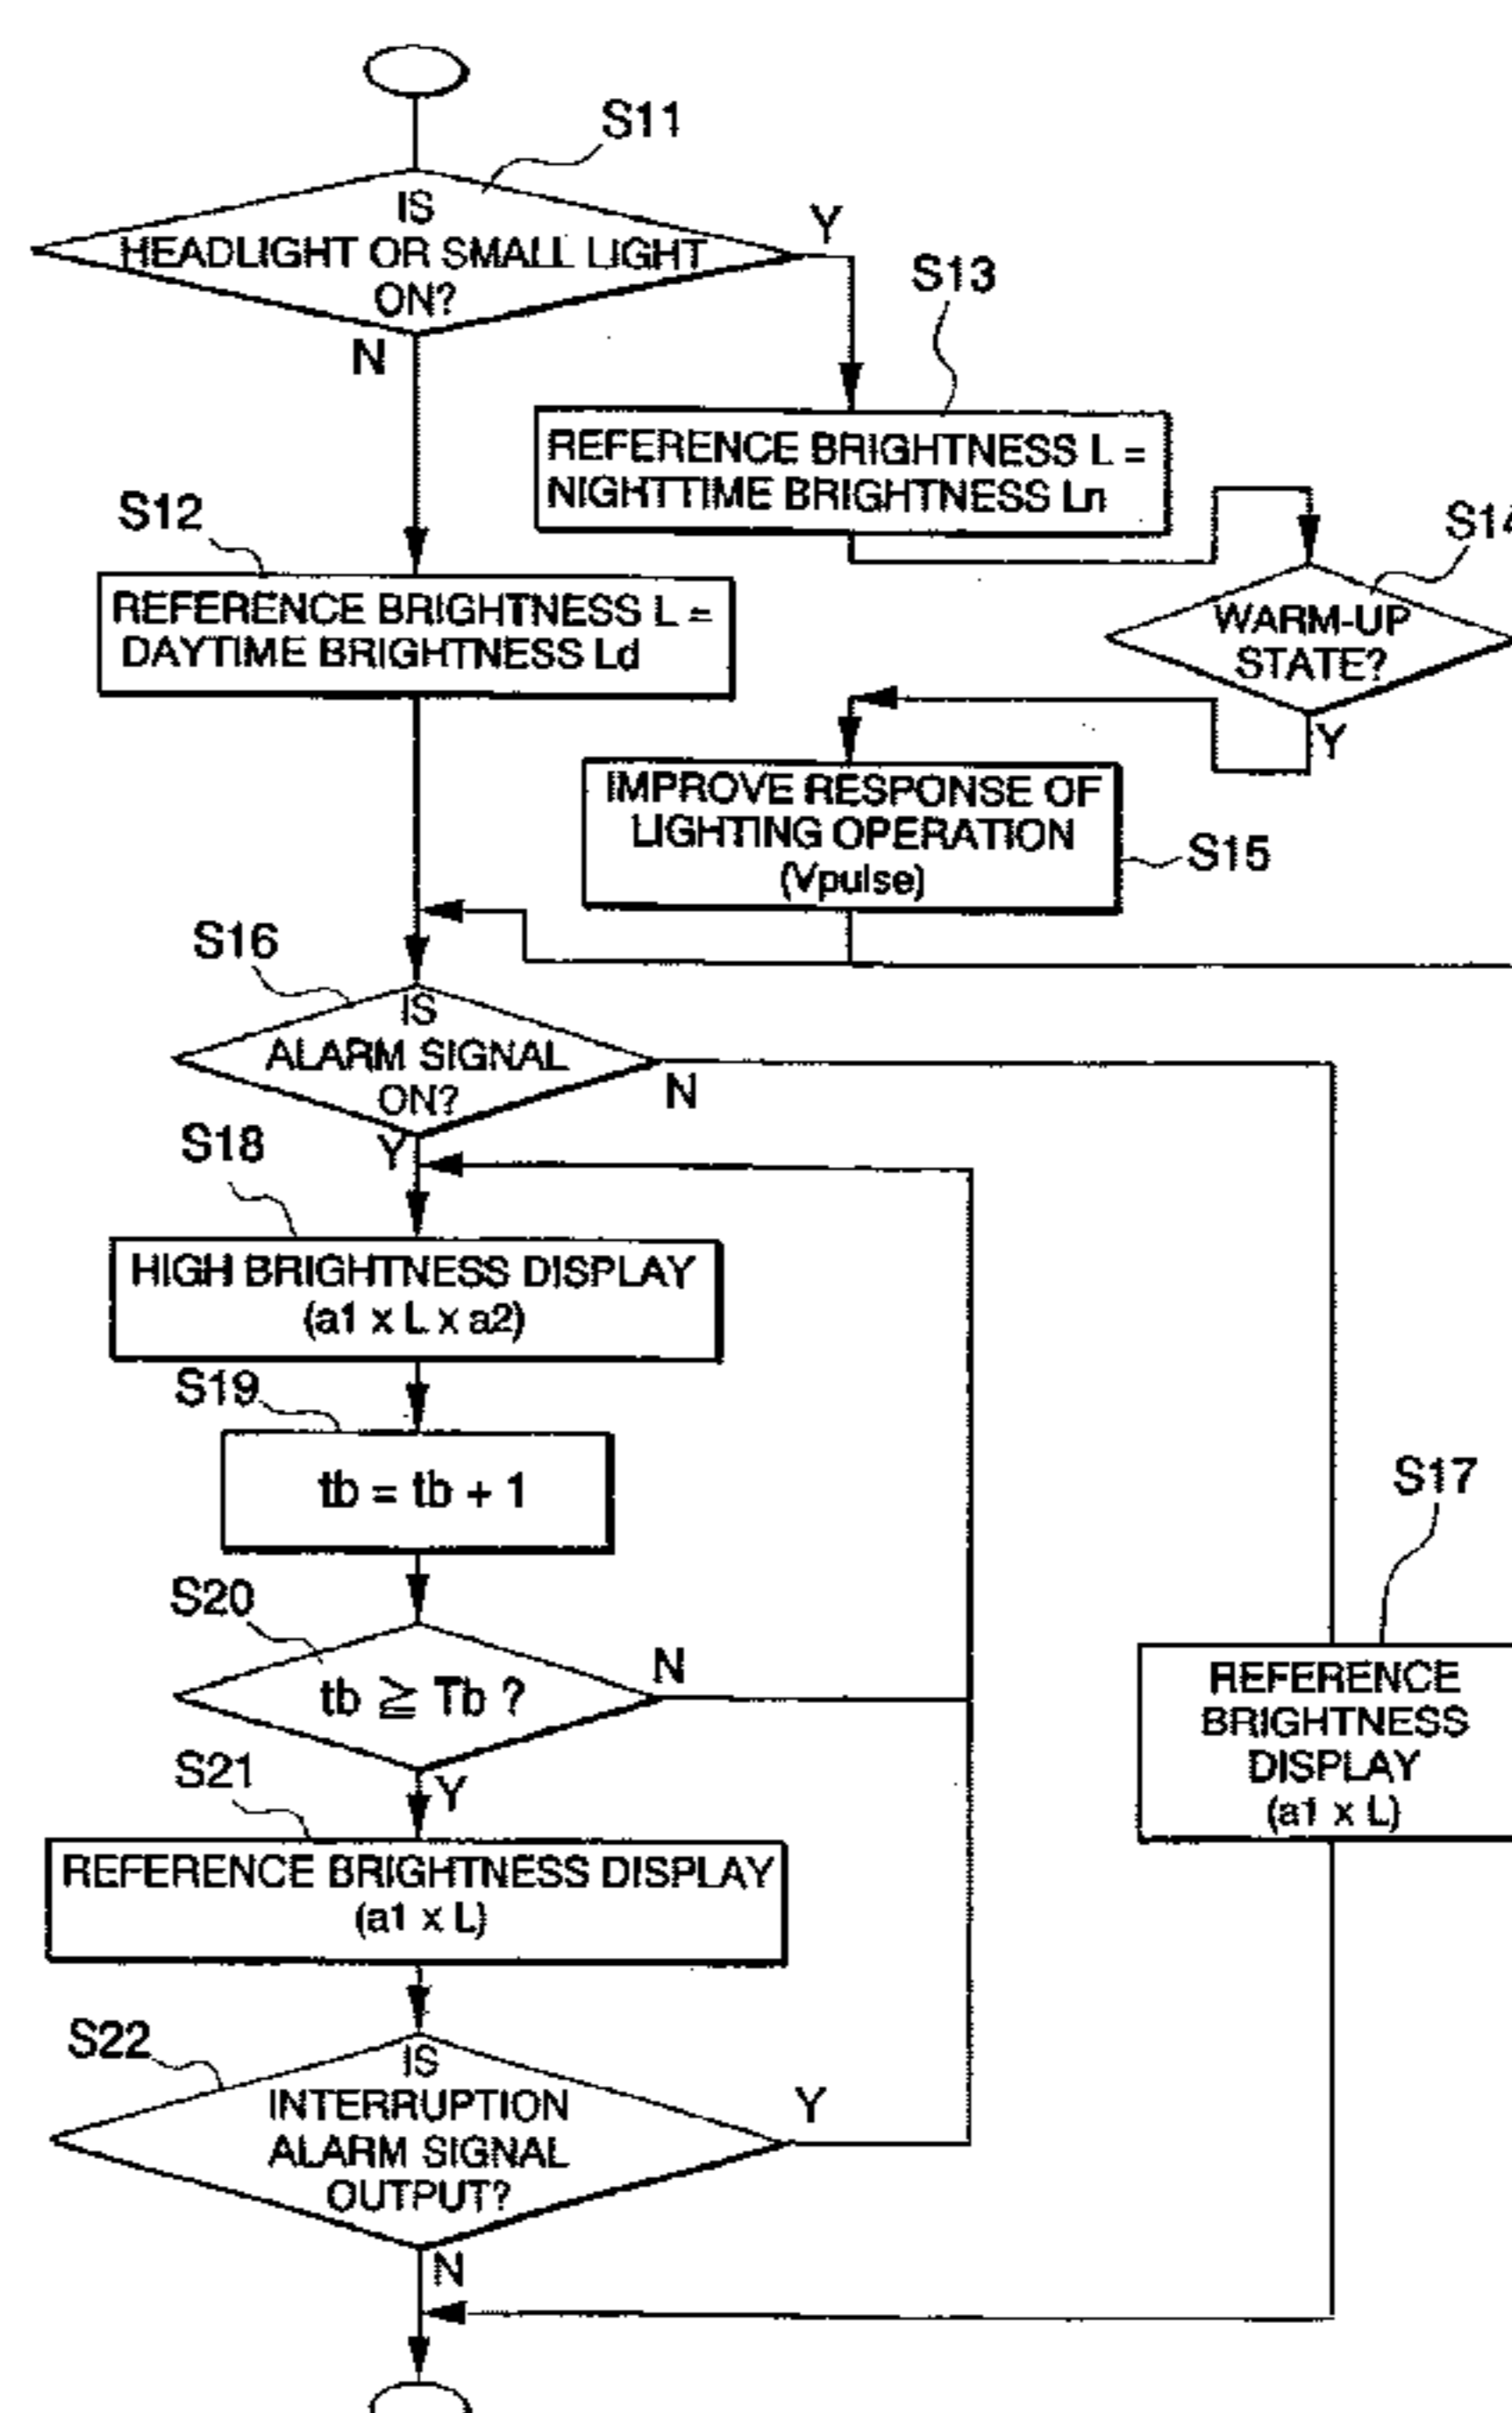 S11
IS
HEADLIGHT OR SMALL LIGHT
ON?
Y
N
S13
REFERENCE BRIGHTNESS L =
NIGHTTIME BRIGHTNESS Ln
S12
REFERENCE BRIGHTNESS L =
DAYTIME BRIGHTNESS Ld
S14
WARM-UP
STATE?
Y
IMPROVE RESPONSE OF
LIGHTING OPERATION
(Vpulse)
S15
S16
IS
ALARM SIGNAL
ON?
N
Y
S18
HIGH BRIGHTNESS DISPLAY
(a1 x L x a2)
S19
tb = tb + 1
S17
REFERENCE
BRIGHTNESS
DISPLAY
(a1 x L)
S20
tb ≧ Tb ?
N
Y
S21
REFERENCE BRIGHTNESS DISPLAY
(a1 x L)
S22
IS
INTERRUPTION
ALARM SIGNAL
OUTPUT?
Y
N